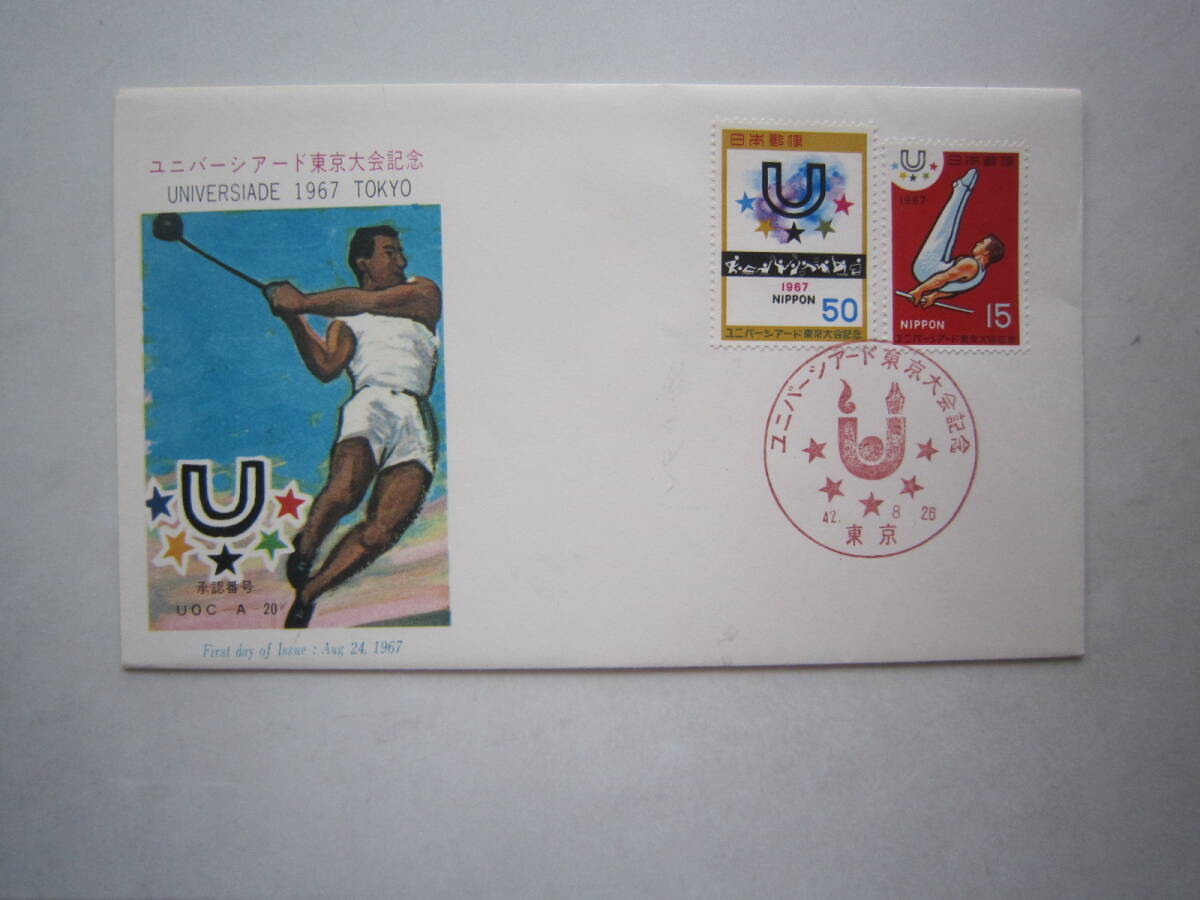 ユニバーシアード東京大会記念
UNIVERSIADE 1967 TOKYO
U
承認番号
UOC-A-20
First day of Issue : Aug 24, 1967
日本郵便
U
1967
NIPPON 50
ユニバーシアード東京大会記念
U
日本郵便
1967
NIPPON 15
ユニバーシアード東京大会記念
ユニバーシアード東京大会記念
U
42. 8 26
東京